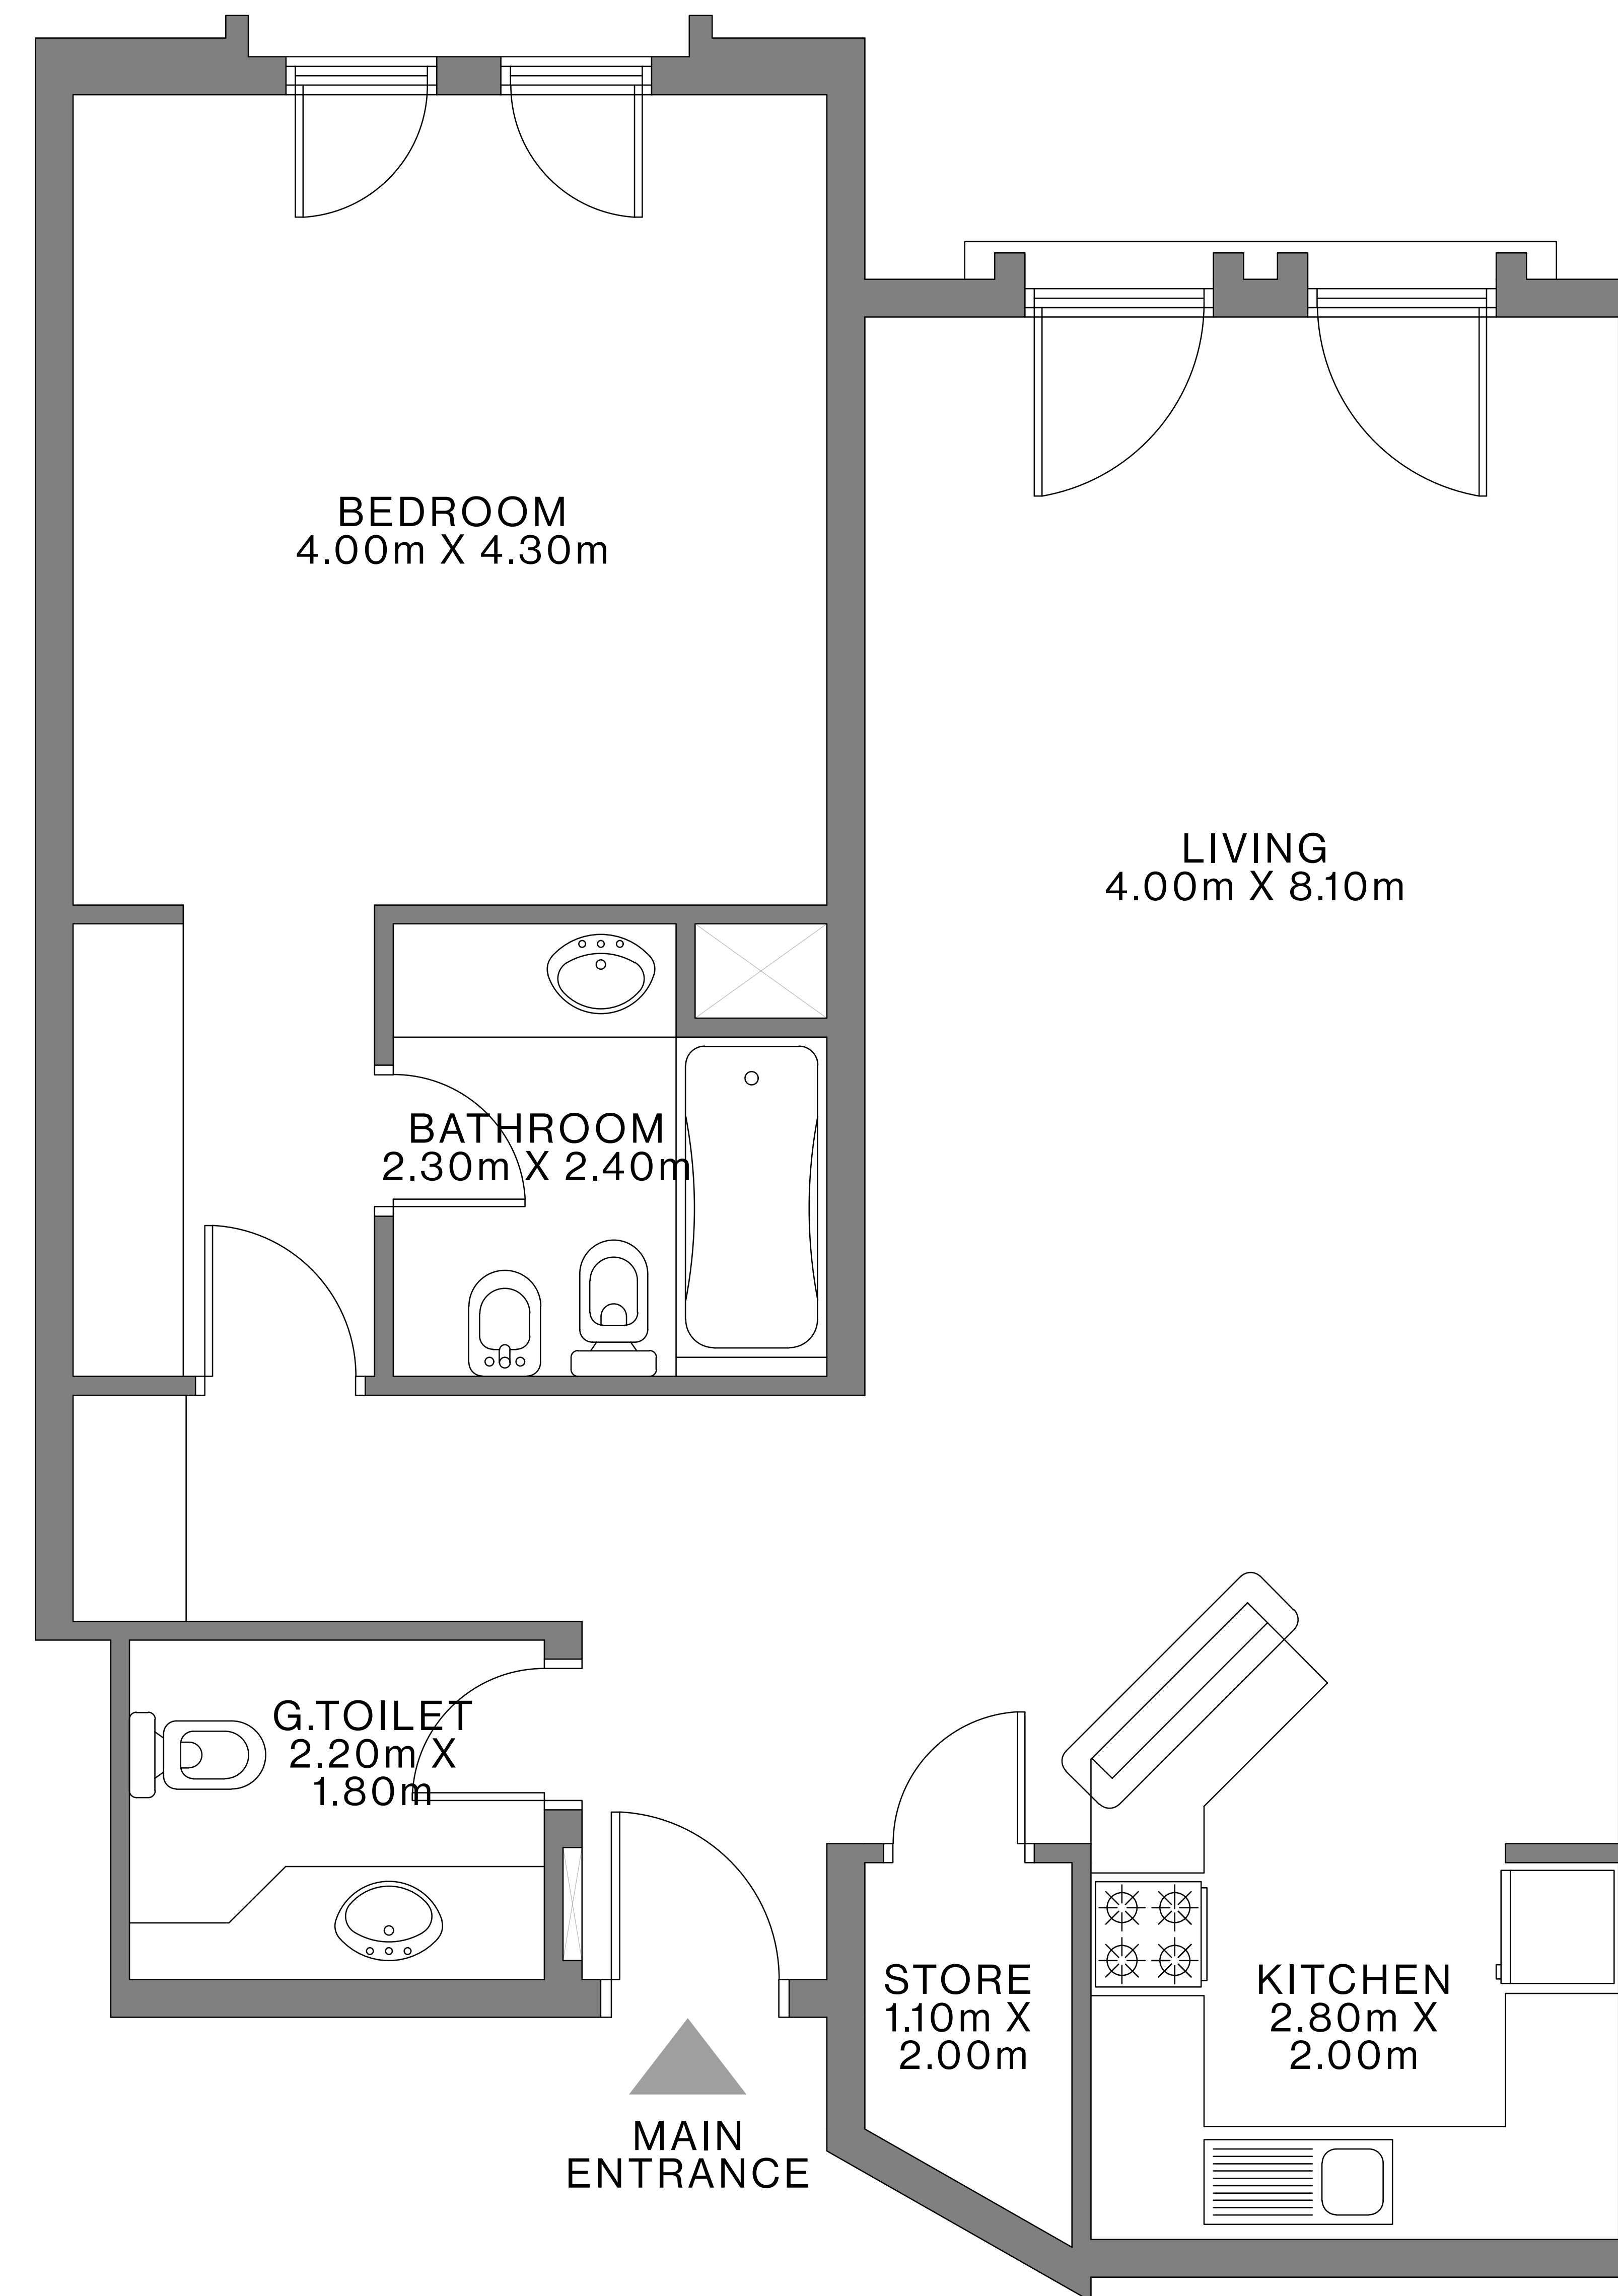 BEDROOM
4.00m X 4.30m
LIVING
4.00m X 8.10m
BATHROOM
2.30m X 2.40m
G.TOILET
2.20m X
1.80m
STORE
1.10m X
2.00m
KITCHEN
2.80m X
2.00m
MAIN
ENTRANCE